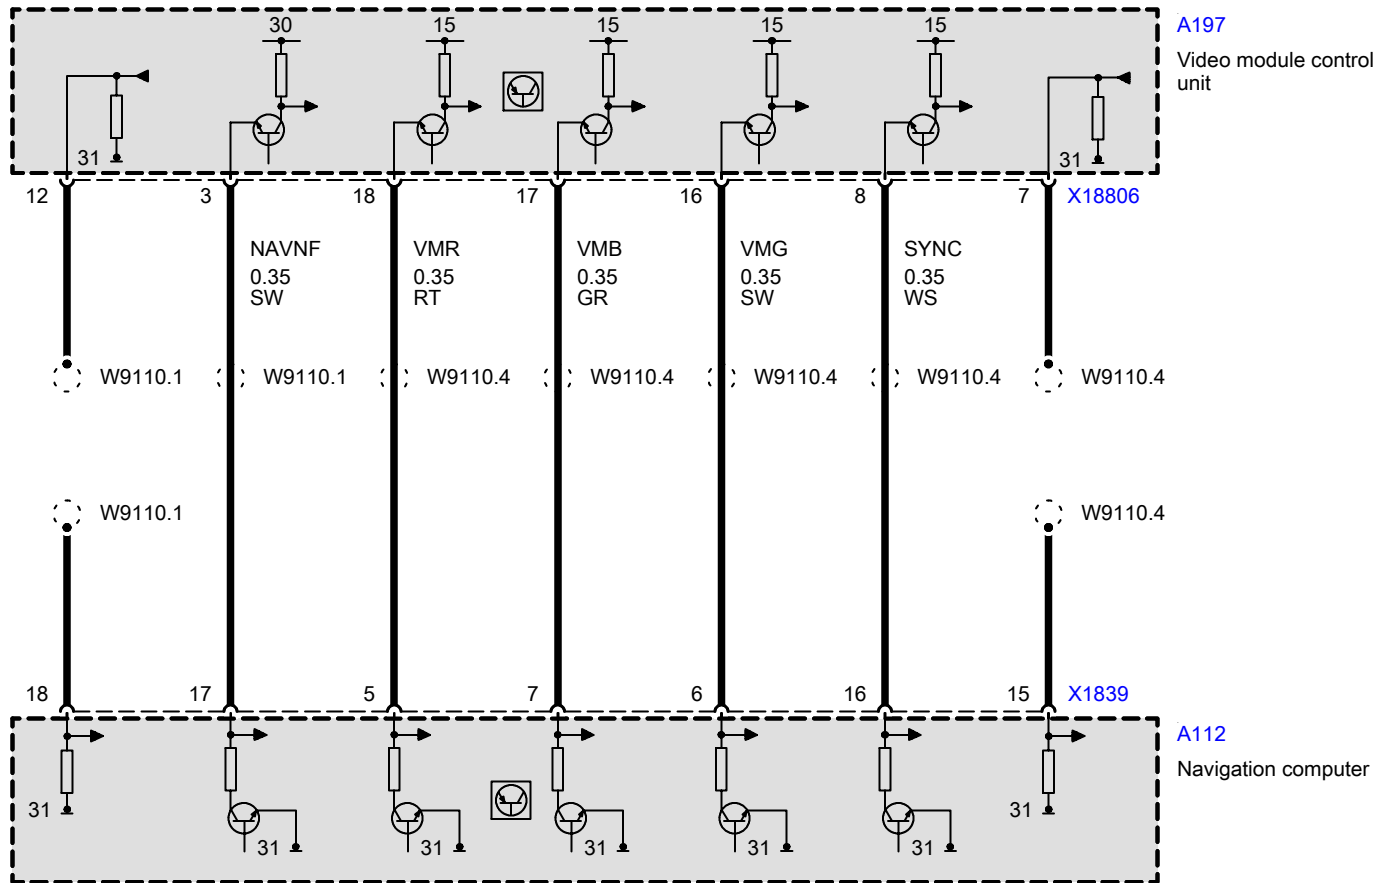 30
15
15
15
15
A197
Video module control
unit
31
31
12
3
18
17
16
8
7
X18806
NAVNF
0.35
SW
VMR
0.35
RT
VMB
0.35
GR
VMG
0.35
SW
SYNC
0.35
WS
W9110.1
W9110.1
W9110.4
W9110.4
W9110.4
W9110.4
W9110.4
W9110.1
W9110.4
18
17
5
7
6
16
15
X1839
A112
Navigation computer
31
31
31
31
31
31
31